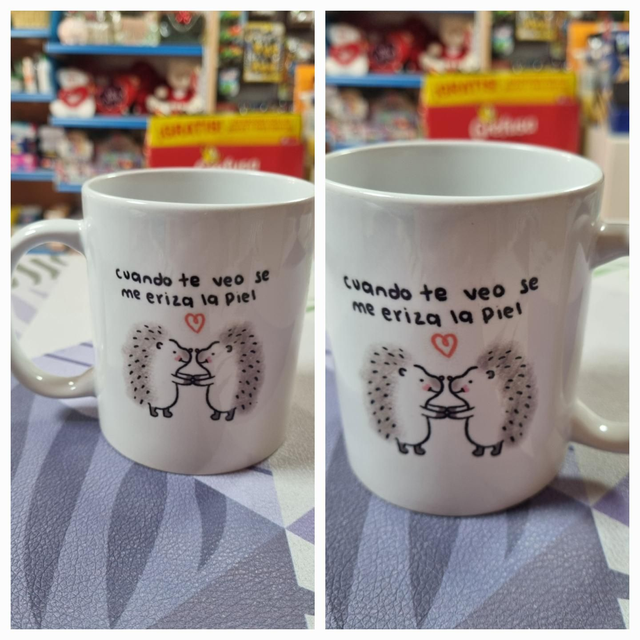 cuando te veo se
me eriza la piel
cuando te veo se
me eriza la piel